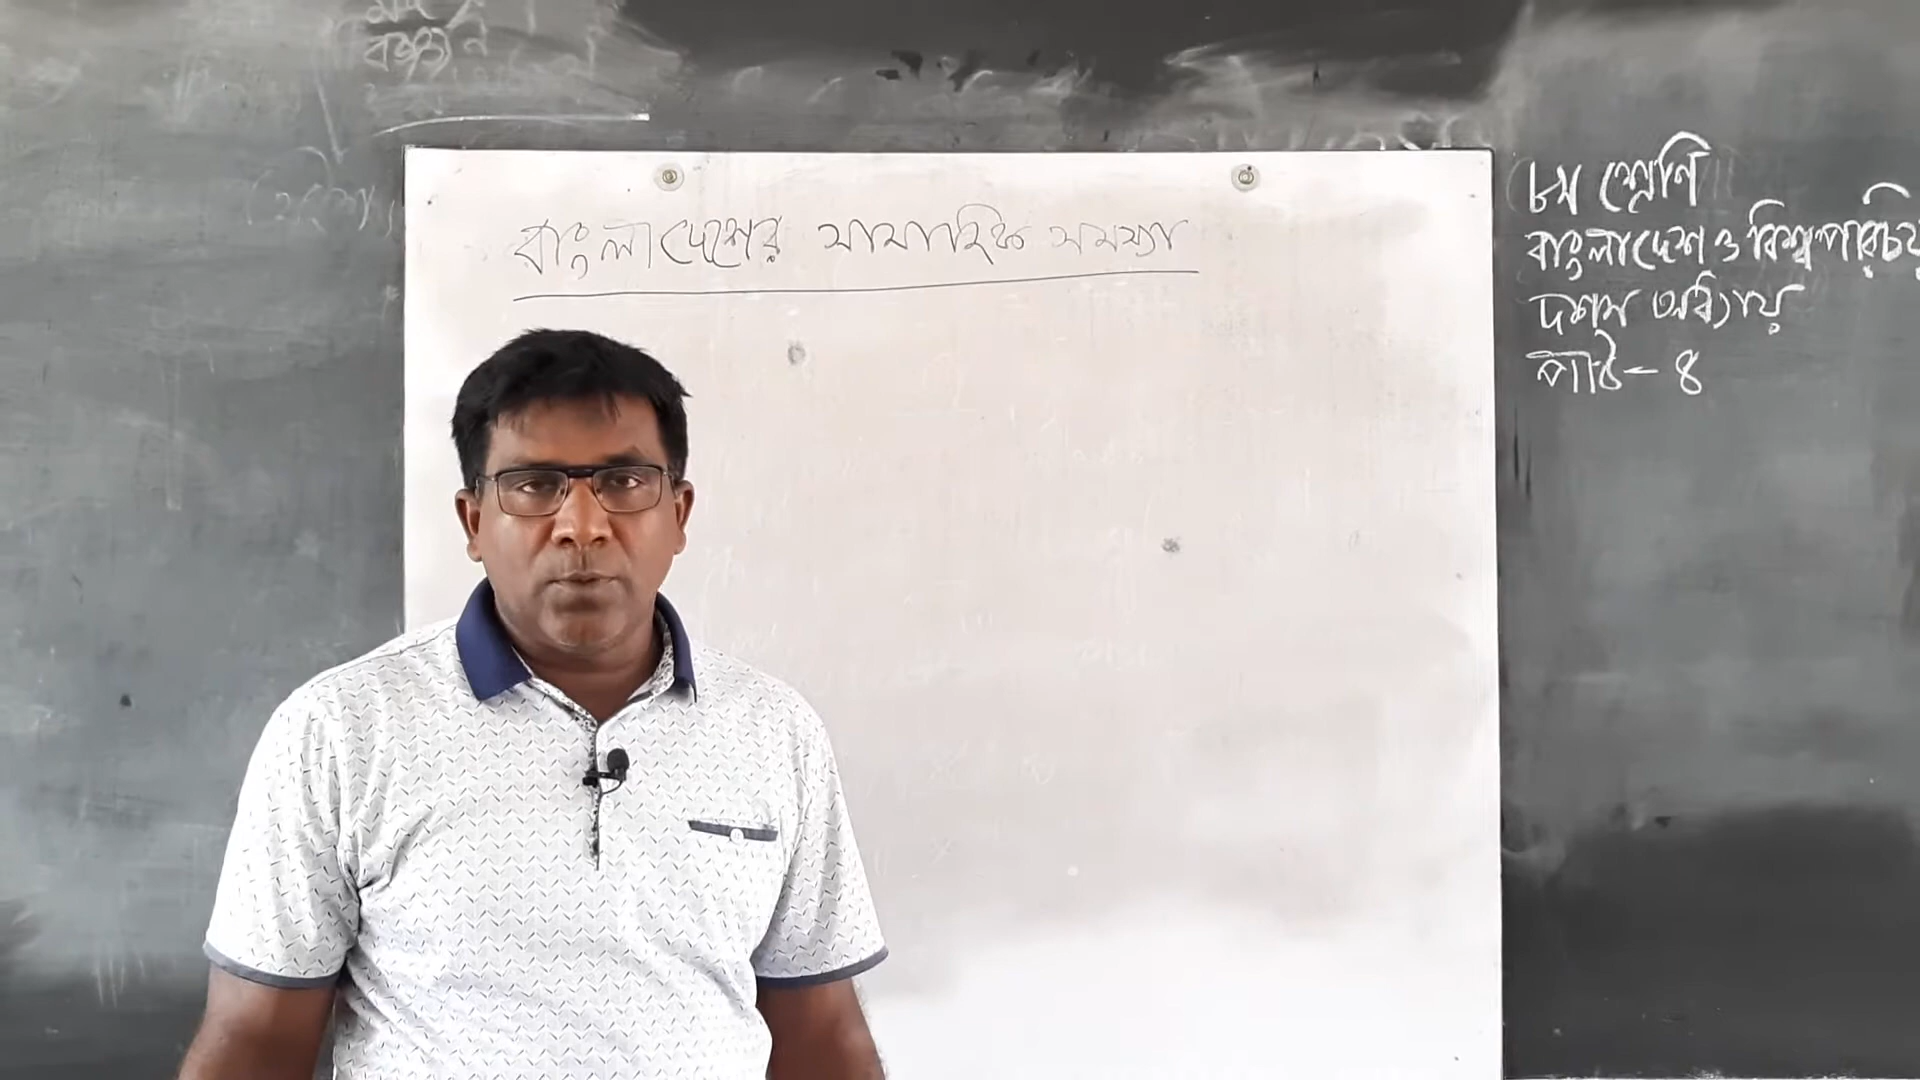 বাংলাদেশের সামাজিক সমস্যা
৮ম শ্রেণি
বাংলাদেশ ও বিশ্বপরিচয়
দশম অধ্যায়
পাঠ - ৪